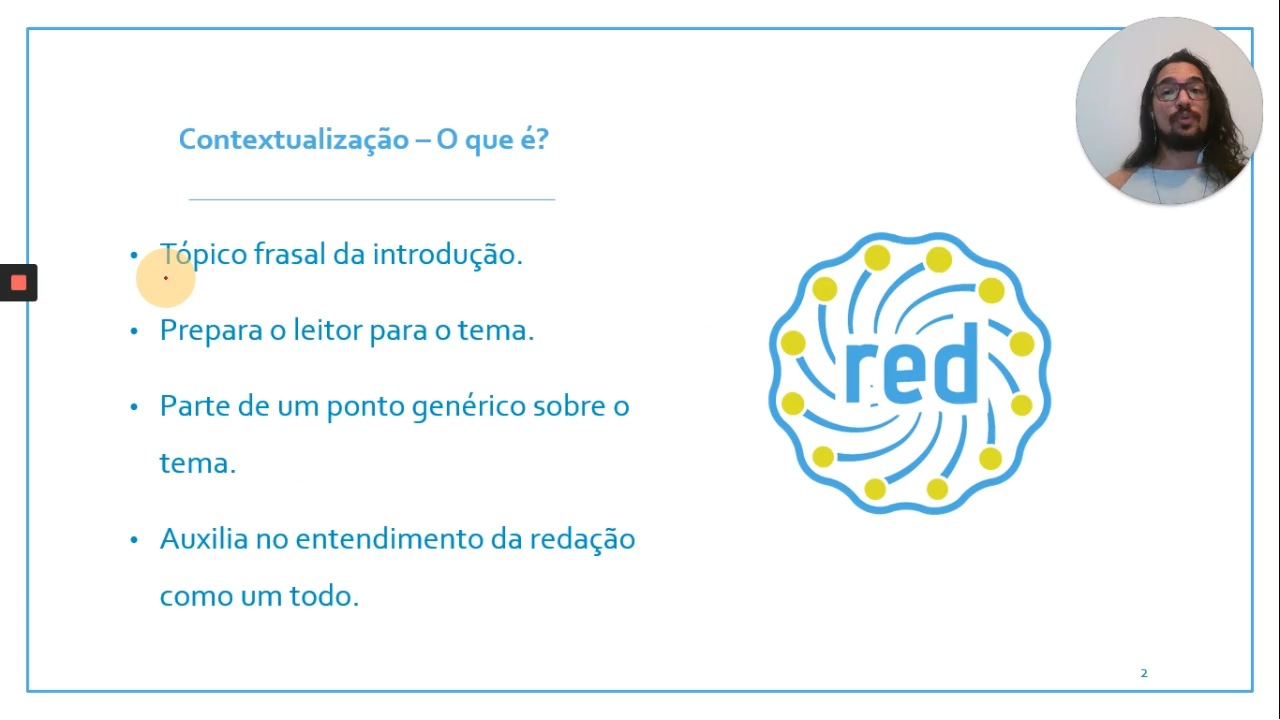 Contextualização – O que é?
• Tópico frasal da introdução.
• Prepara o leitor para o tema.
• Parte de um ponto genérico sobre o
tema.
• Auxilia no entendimento da redação
como um todo.
red
2